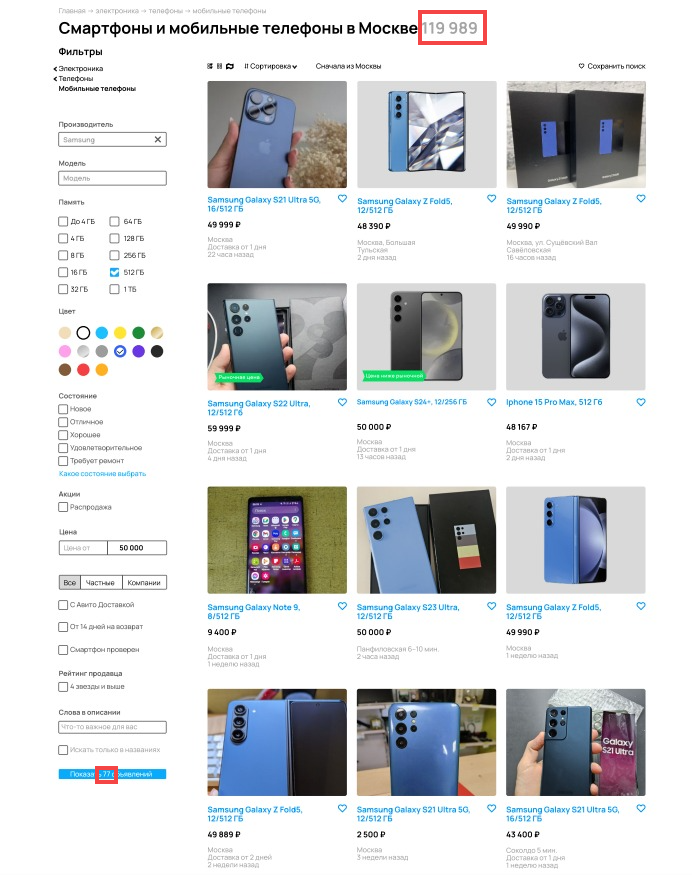 Главная → электроника → телефоны → мобильные телефоны
Смартфоны и мобильные телефоны в Москве 119 989
Фильтры
Электроника
Телефоны
Мобильные телефоны
Сортировка
Сначала из Москвы
Сохранить поиск
Производитель
Samsung
Модель
Модель
Память
До 4 ГБ 64 ГБ
4 ГБ 128 ГБ
8 ГБ 256 ГБ
16 ГБ 512 ГБ
32 ГБ 1 ТБ
Цвет
Состояние
Новое
Отличное
Хорошее
Удовлетворительное
Требует ремонт
Какое состояние выбрать
Акции
Распродажа
Цена
Цена от 50 000
Все Частные Компании
С Авито Доставкой
От 14 дней на возврат
Смартфон проверен
Рейтинг продавца
4 звезды и выше
Слова в описании
Что-то важное для вас
Искать только в названиях
Показать 77 объявлений
Samsung Galaxy S21 Ultra 5G,
16/512 ГБ
49 999 ₽
Москва
Доставка от 1 дня
22 часа назад
Samsung Galaxy Z Fold5,
12/512 ГБ
48 390 ₽
Москва, Большая
Тульская
2 дня назад
Samsung Galaxy Z Fold5,
12/512 ГБ
49 990 ₽
Москва, ул. Сущёвский Вал
Савёловская
16 часов назад
Рыночная цена
Samsung Galaxy S22 Ultra,
12/512 Гб
59 999 ₽
Москва
Доставка от 1 дня
4 дня назад
Цена ниже рыночной
Samsung Galaxy S24+, 12/256 ГБ
50 000 ₽
Москва
Доставка от 1 дня
13 часов назад
Iphone 15 Pro Max, 512 Гб
48 167 ₽
Москва
Доставка от 1 дня
2 дня назад
Samsung Galaxy Note 9,
8/512 ГБ
9 400 ₽
Москва
Доставка от 1 дня
1 неделю назад
Samsung Galaxy S23 Ultra,
12/512 ГБ
50 000 ₽
Панфиловская 6–10 мин.
2 часа назад
Samsung Galaxy Z Fold5,
12/512 ГБ
49 990 ₽
Москва
1 неделю назад
Samsung Galaxy Z Fold5,
12/512 ГБ
49 889 ₽
Москва
Доставка от 2 дней
2 недели назад
Samsung Galaxy S21 Ultra 5G,
12/512 ГБ
2 500 ₽
Москва
3 недели назад
Galaxy
S21 Ultra
Samsung Galaxy S21 Ultra 5G,
16/512 ГБ
43 400 ₽
Соколдо 5 мин.
Доставка от 1 дня
1 неделю назад